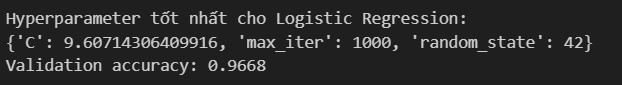 Hyperparameter tốt nhất cho Logistic Regression:
{'C': 9.60714306409916, 'max_iter': 1000, 'random_state': 42}
Validation accuracy: 0.9668